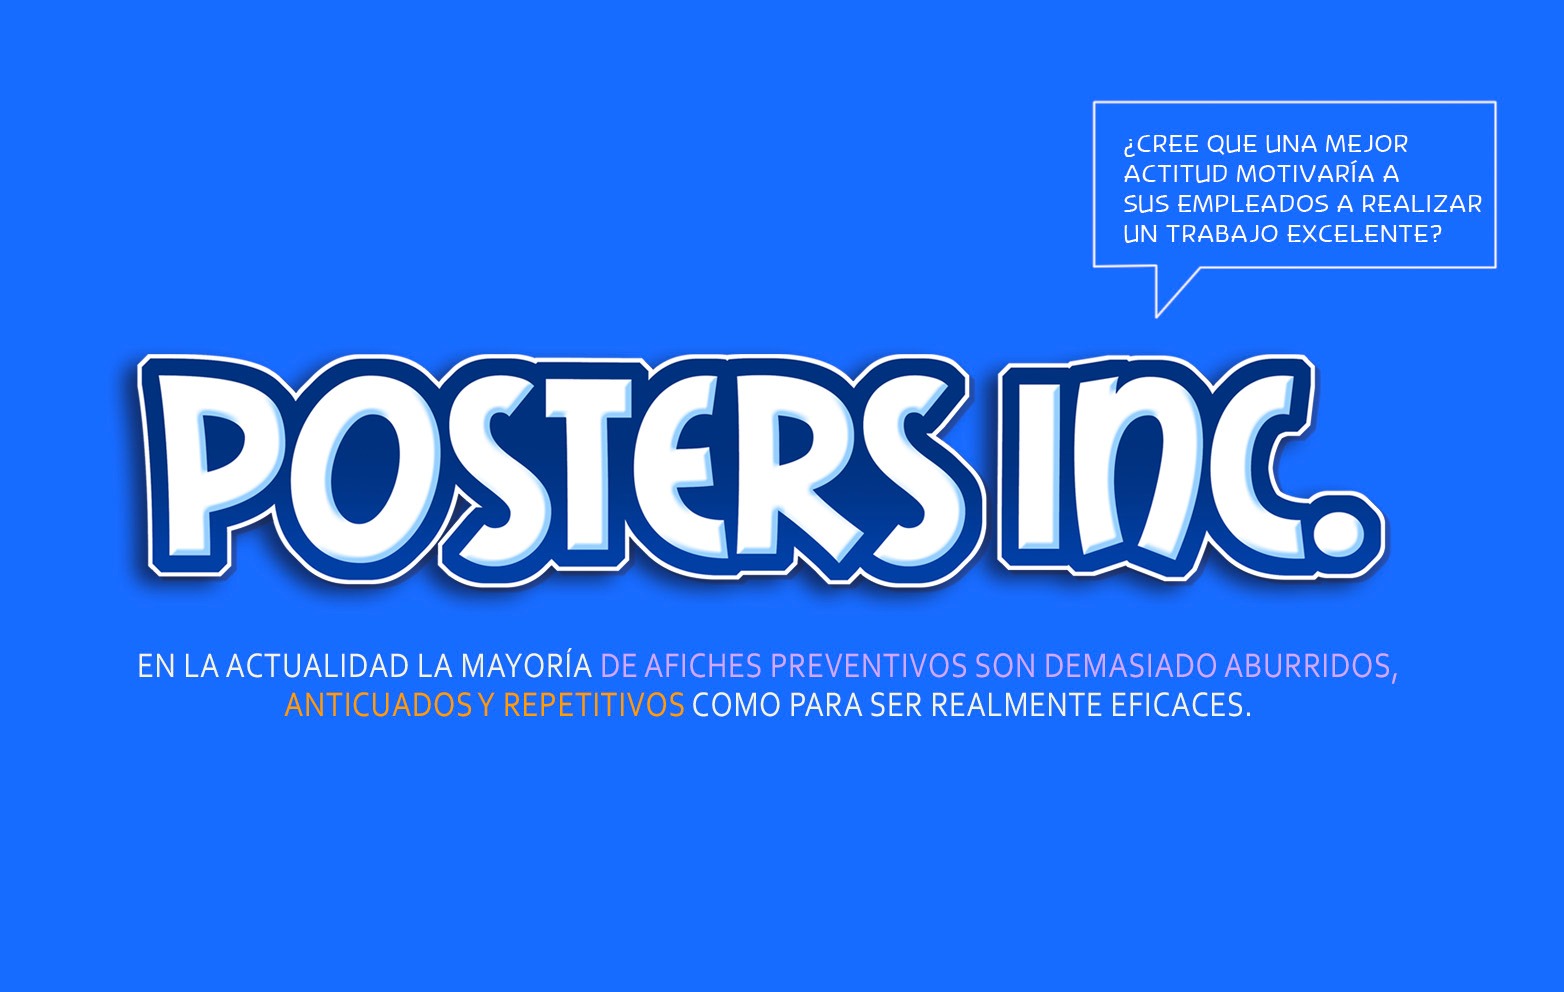 ¿CREE QUE UNA MEJOR
ACTITUD MOTIVARÍA A
SUS EMPLEADOS A REALIZAR
UN TRABAJO EXCELENTE?
POSTERS INC.
EN LA ACTUALIDAD LA MAYORÍA DE AFICHES PREVENTIVOS SON DEMASIADO ABURRIDOS,
ANTICUADOS Y REPETITIVOS COMO PARA SER REALMENTE EFICACES.